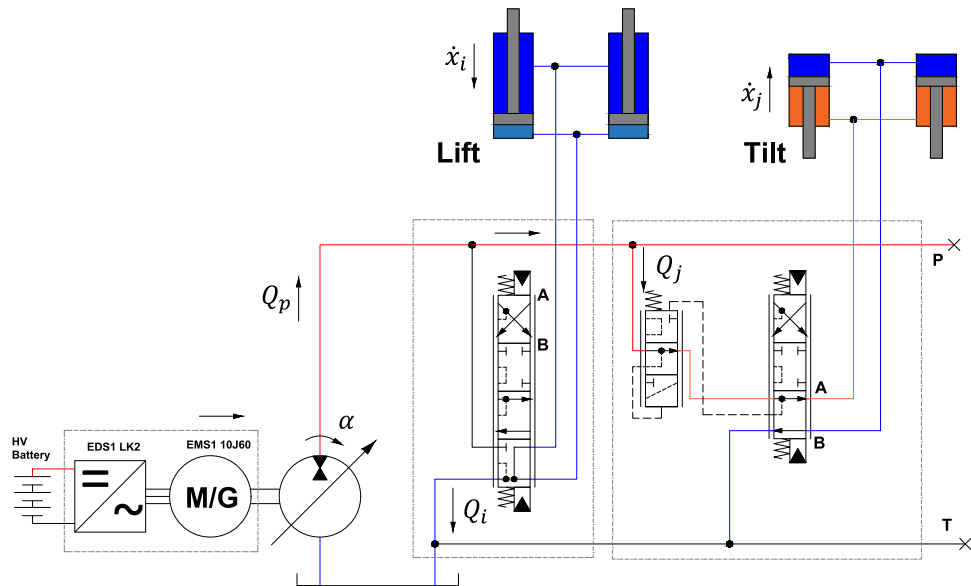 ẋᵢ
ẋⱼ
Lift
Tilt
P
Qₚ
Qⱼ
A
B
A
B
α
HV
Battery
EDS1 LK2
EMS1 10J60
M/G
Qᵢ
T